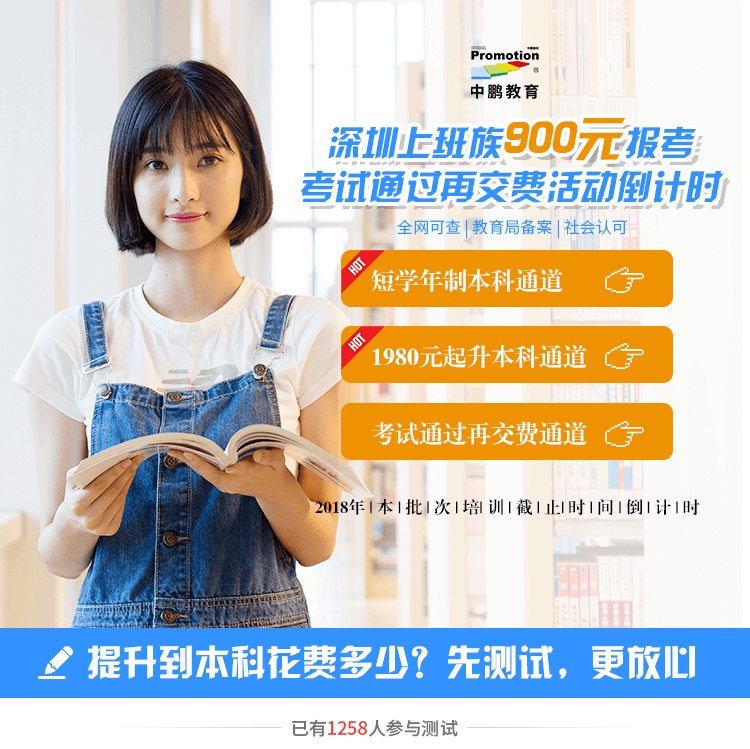 Promotion
®
中鹏教育
深圳上班族900元报考
考试通过再交费活动倒计时
全网可查 | 教育局备案 | 社会认可
HOT
短学年制本科通道
HOT
1980元起升本科通道
考试通过再交费通道
2018年|本|批|次|培|训|截|止|时|间|倒|计|时
提升到本科花费多少?先测试,更放心
已有1258人参与测试